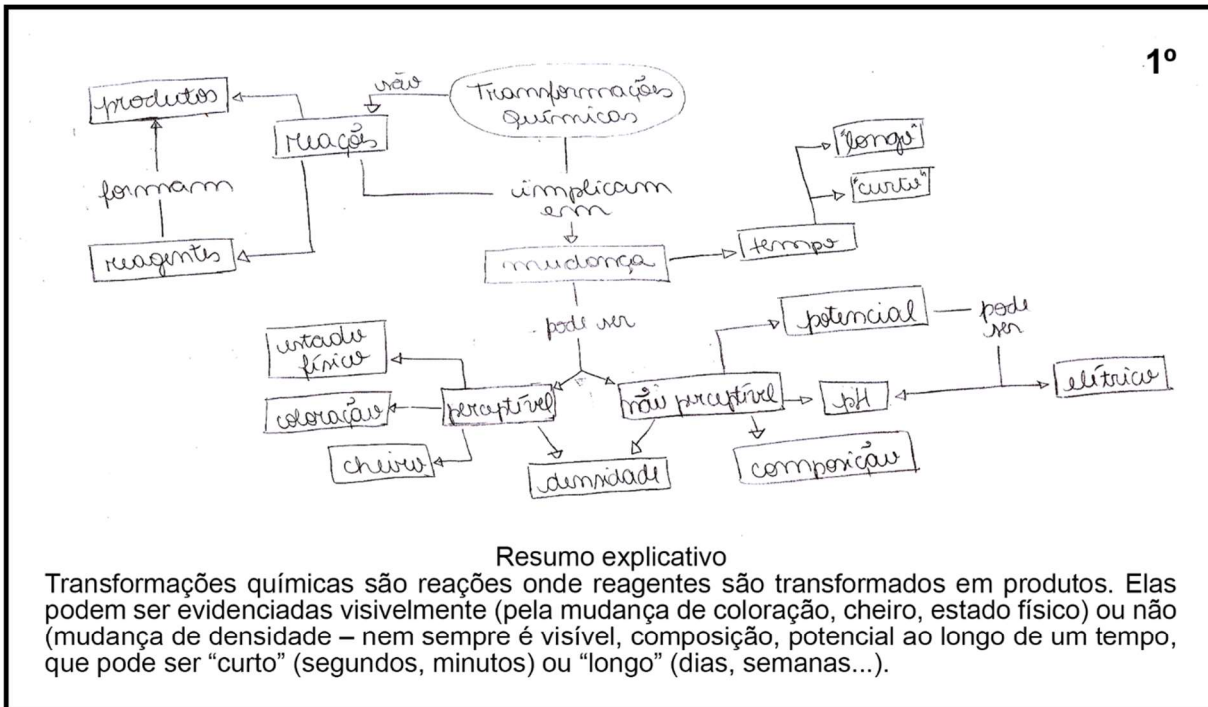 1º
são
Transformações
químicas
produtos
reações
"longo"
"curto"
formam
implicam
em
tempo
reagentes
mudança
pode ser
potencial
pode
ser
estado
físico
elétrico
perceptível
não perceptível
pH
coloração
cheiro
densidade
composição
Resumo explicativo
Transformações químicas são reações onde reagentes são transformados em produtos. Elas
podem ser evidenciadas visivelmente (pela mudança de coloração, cheiro, estado físico) ou não
(mudança de densidade – nem sempre é visível, composição, potencial ao longo de um tempo,
que pode ser “curto” (segundos, minutos) ou “longo” (dias, semanas...).